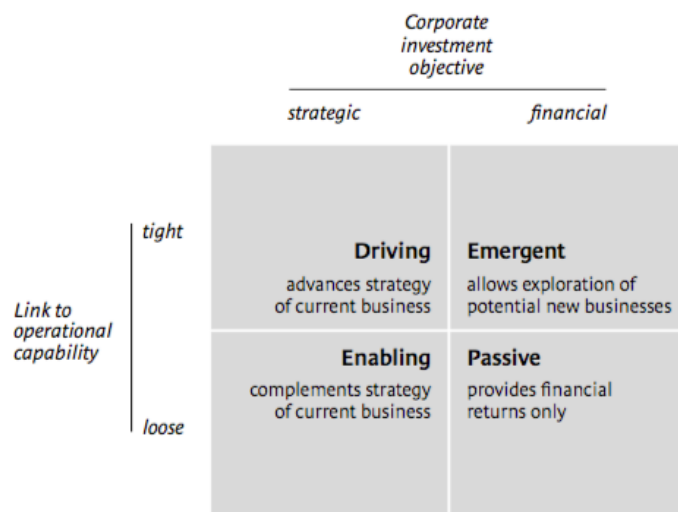 Corporate
investment
objective
strategic
financial
tight
Link to
operational
capability
loose
Driving
advances strategy
of current business
Emergent
allows exploration of
potential new businesses
Enabling
complements strategy
of current business
Passive
provides financial
returns only